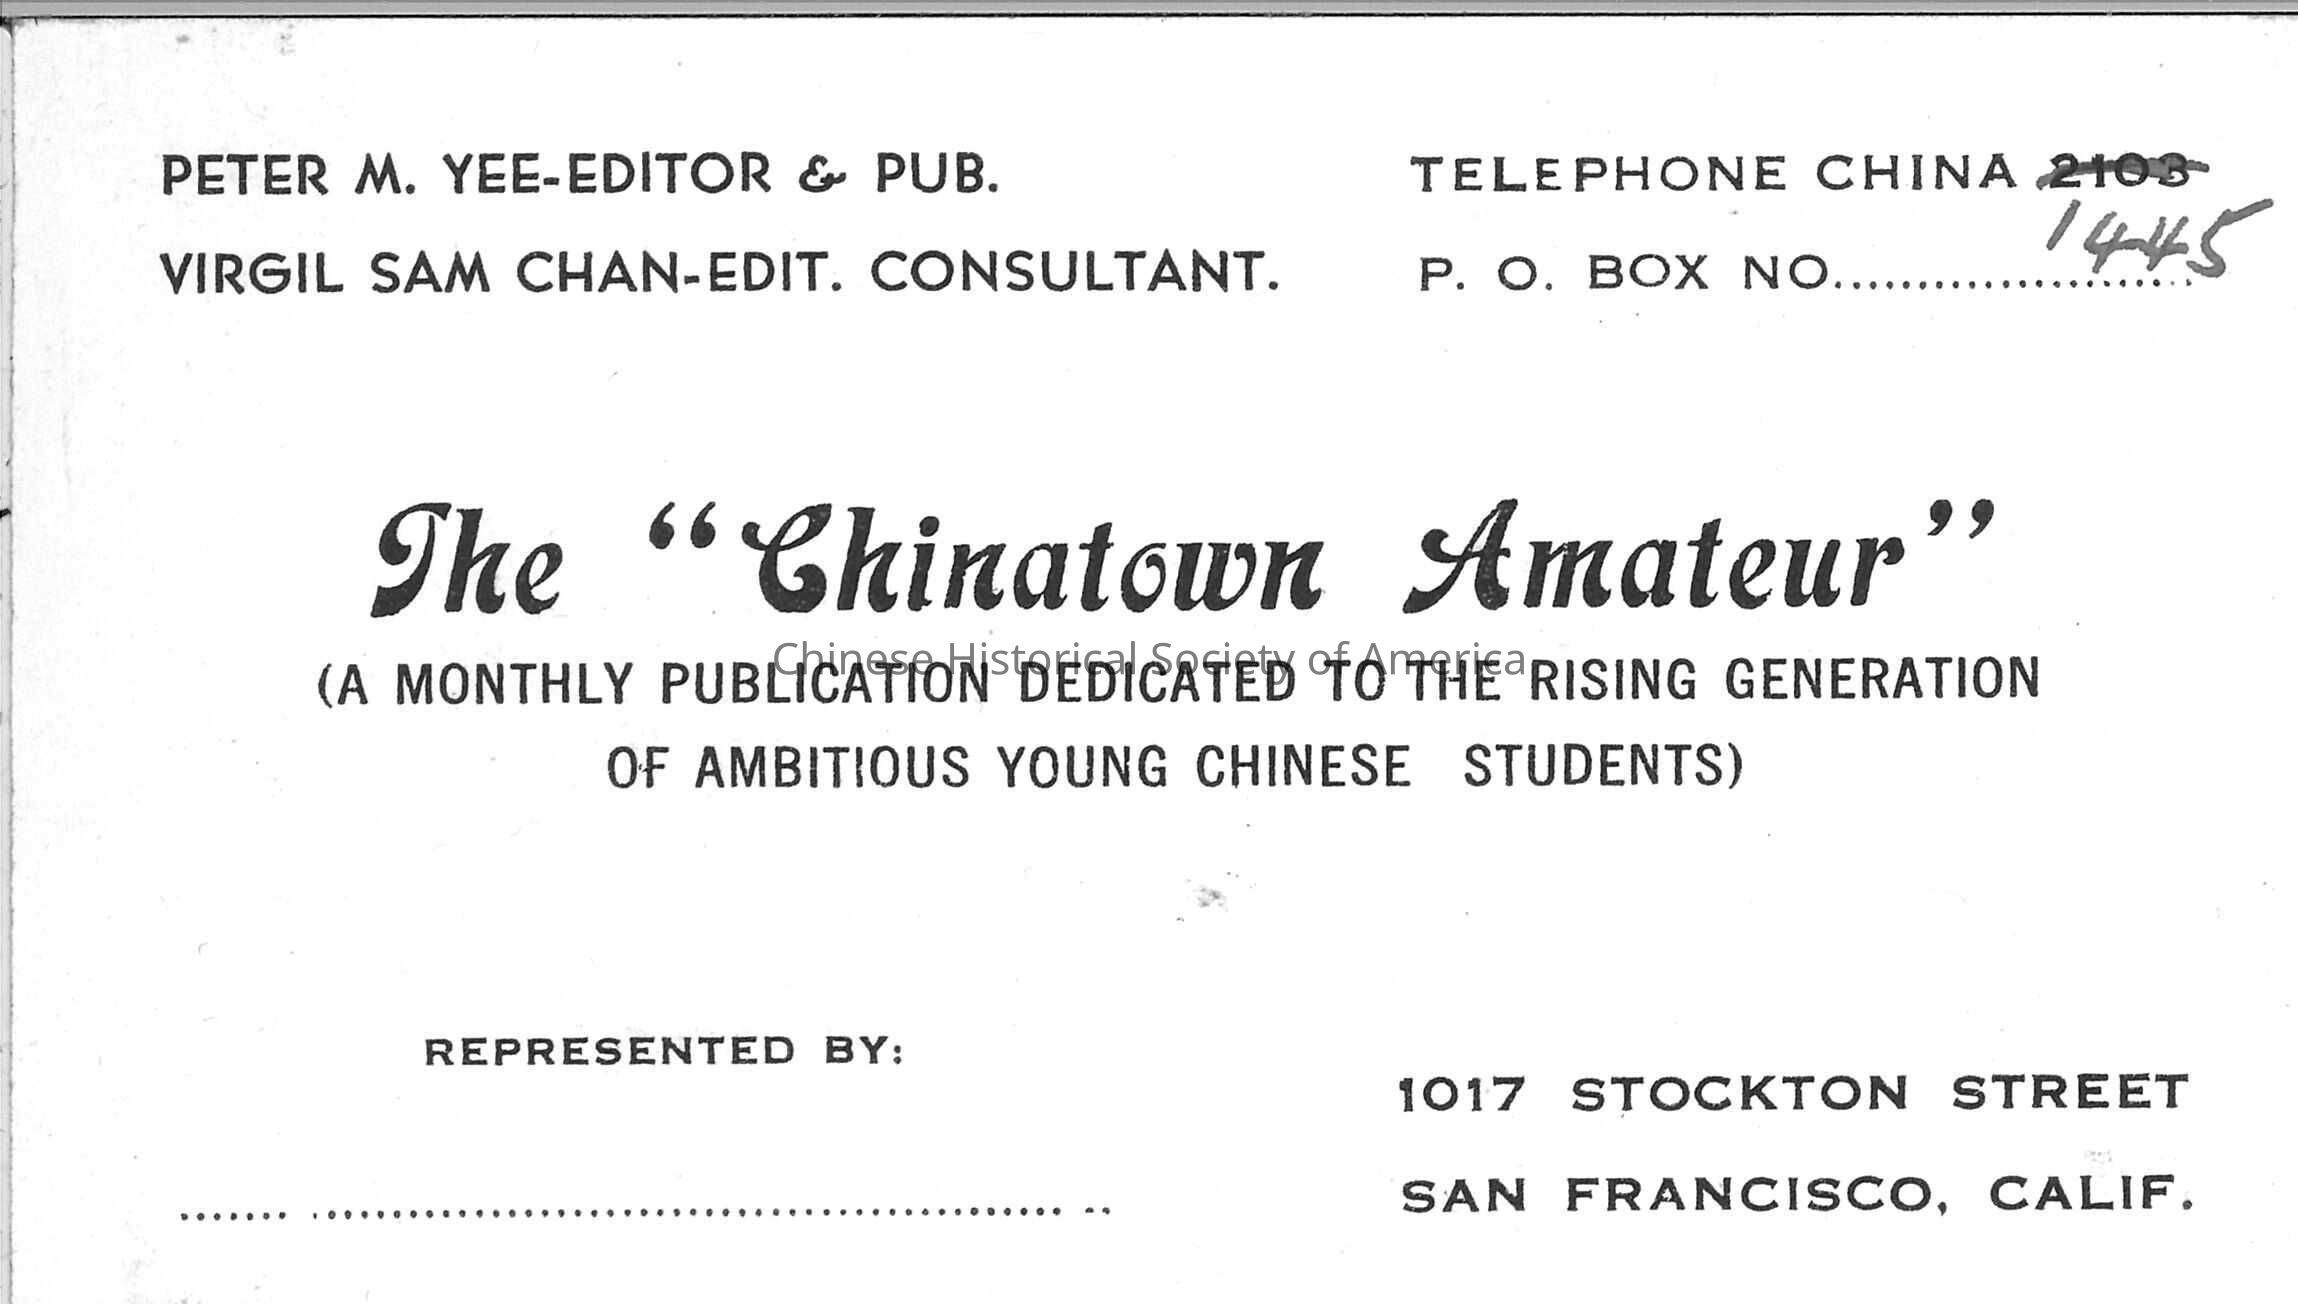 PETER M. YEE-EDITOR & PUB.
VIRGIL SAM CHAN-EDIT. CONSULTANT.
TELEPHONE CHINA 2103
1445
P. O. BOX NO.......................
The “Chinatown Amateur”
Chinese Historical Society of America
(A MONTHLY PUBLICATION DEDICATED TO THE RISING GENERATION
OF AMBITIOUS YOUNG CHINESE STUDENTS)
REPRESENTED BY:
1017 STOCKTON STREET
SAN FRANCISCO, CALIF.